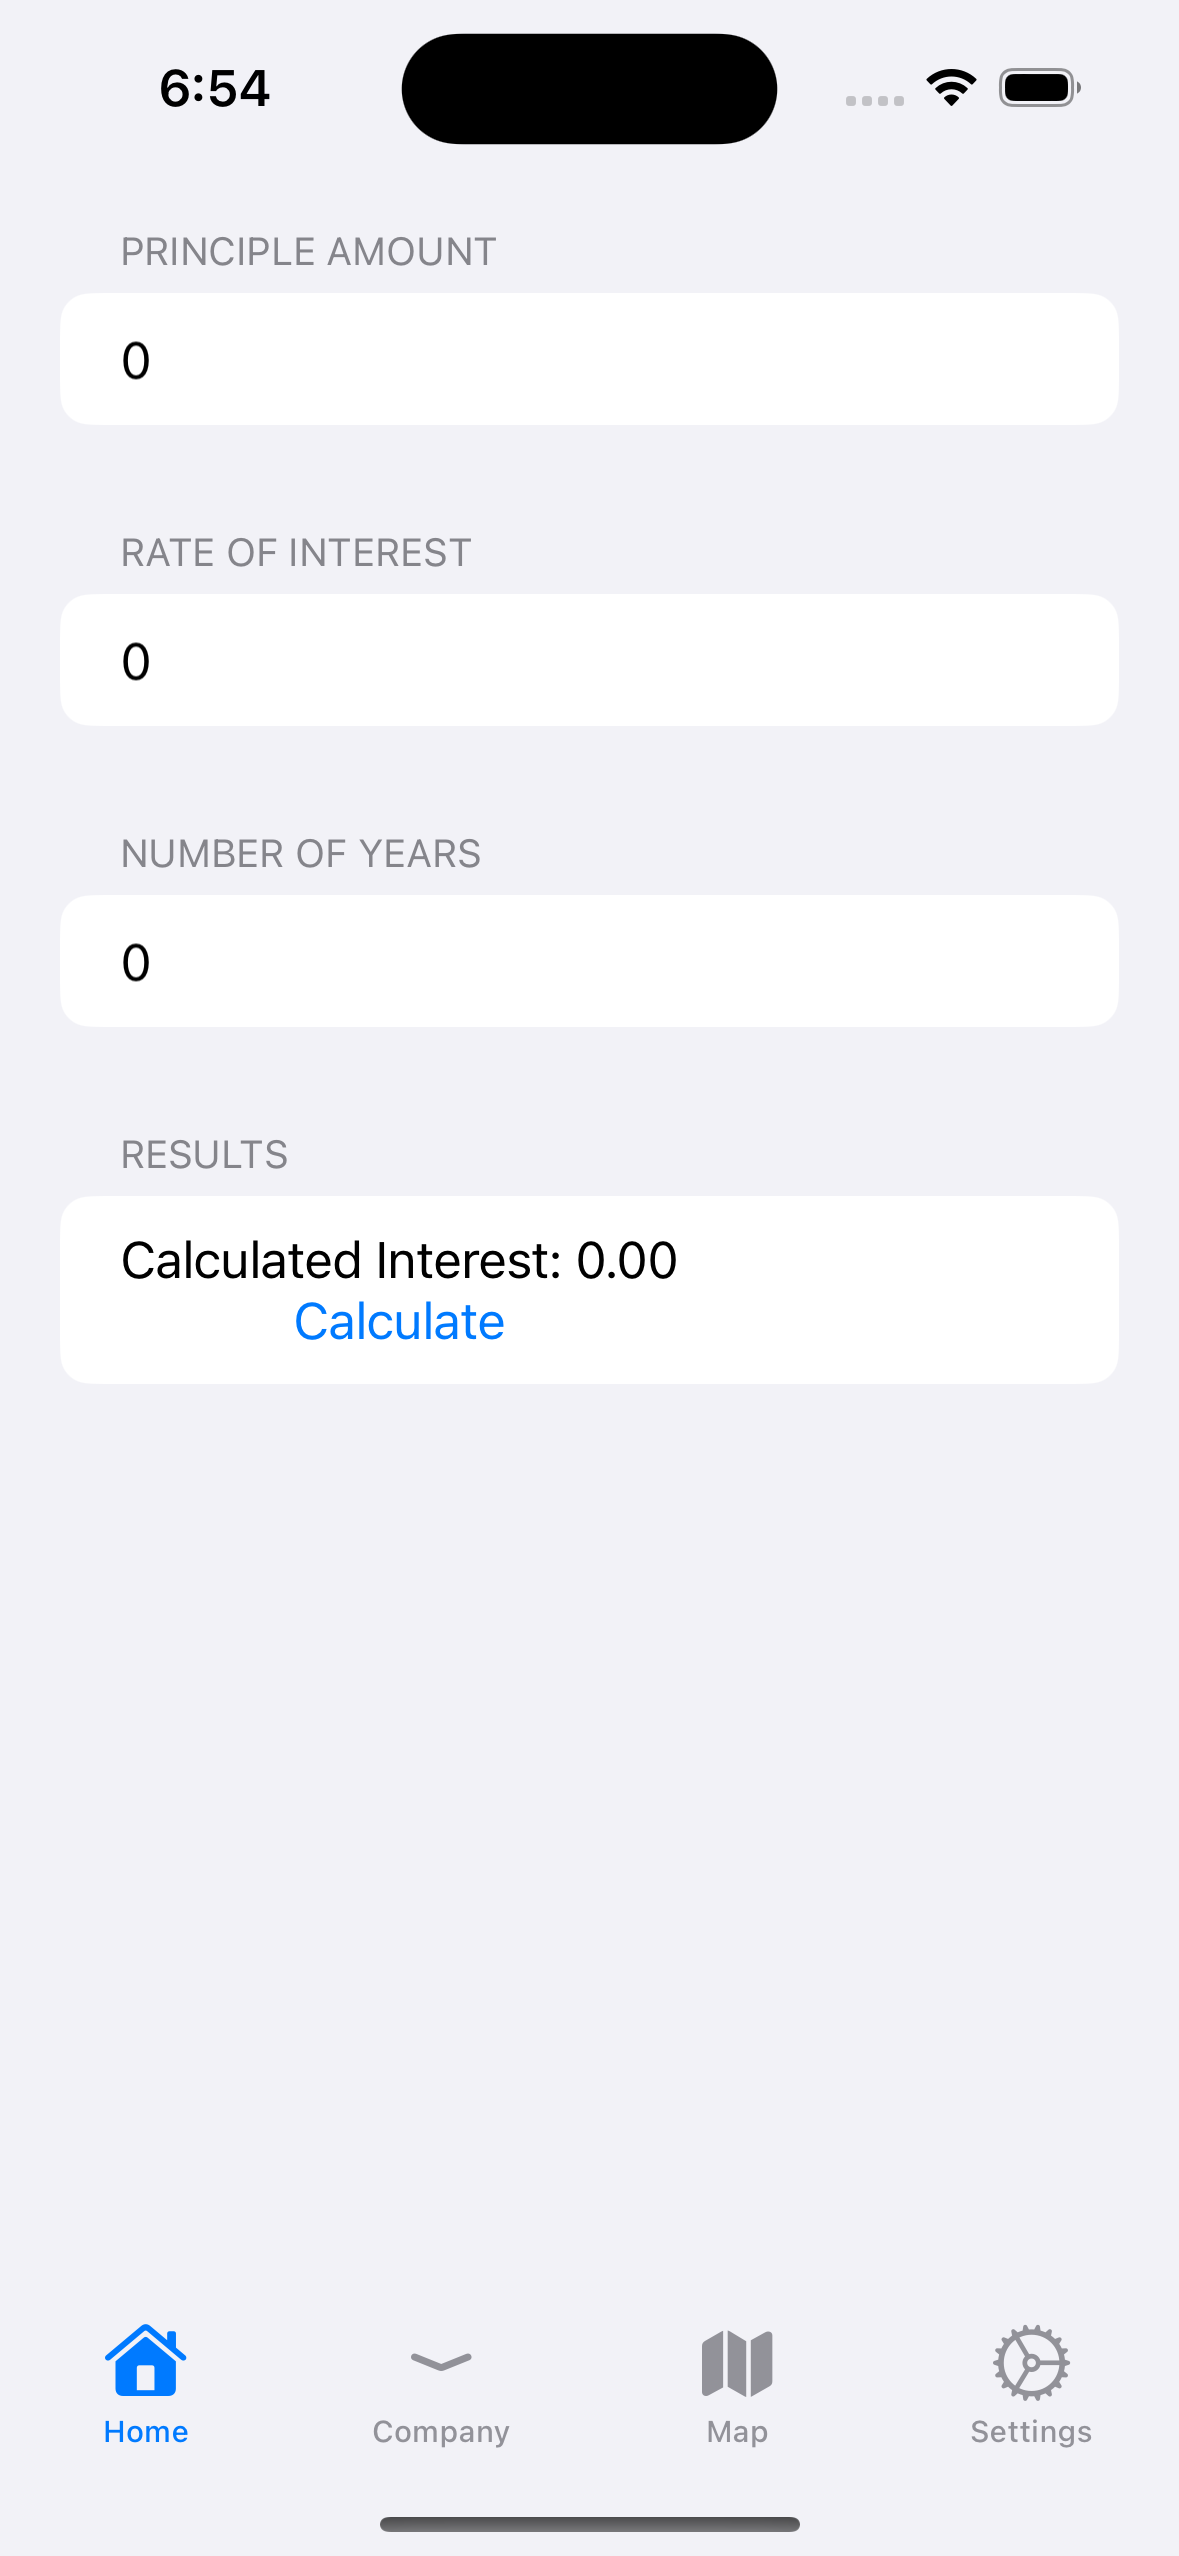 6:54
PRINCIPLE AMOUNT
0
RATE OF INTEREST
0
NUMBER OF YEARS
0
RESULTS
Calculated Interest: 0.00
Calculate
Home
Company
Map
Settings